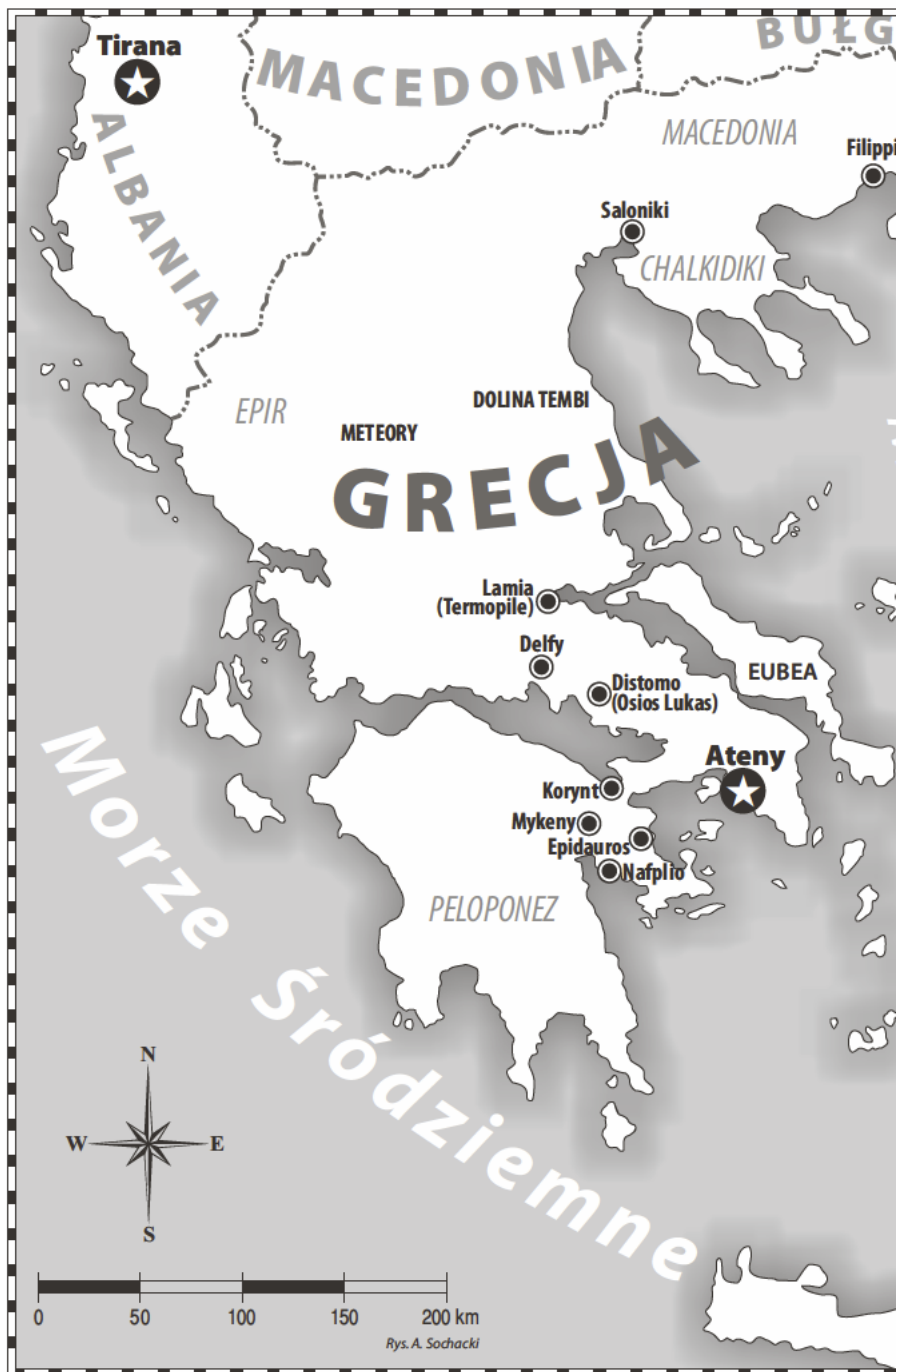 Tirana
MACEDONIA
BUŁG
ALBANIA
MACEDONIA
Filippi
Saloniki
CHALKIDIKI
EPIR
DOLINA TEMBI
METEORY
GRECJA
Lamia
(Termopile)
Delfy
EUBEA
Distomo
(Osios Lukas)
Ateny
Korynt
Mykeny
Epidauros
Nafplio
PELOPONEZ
Morze Śródziemne
N
W
E
S
0 50 100 150 200 km
Rys. A. Sochacki